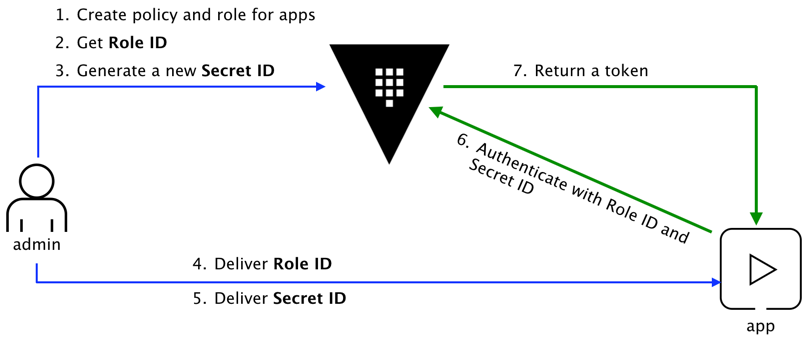 1. Create policy and role for apps
2. Get Role ID
3. Generate a new Secret ID
7. Return a token
6. Authenticate with Role ID and
Secret ID
admin
4. Deliver Role ID
5. Deliver Secret ID
app